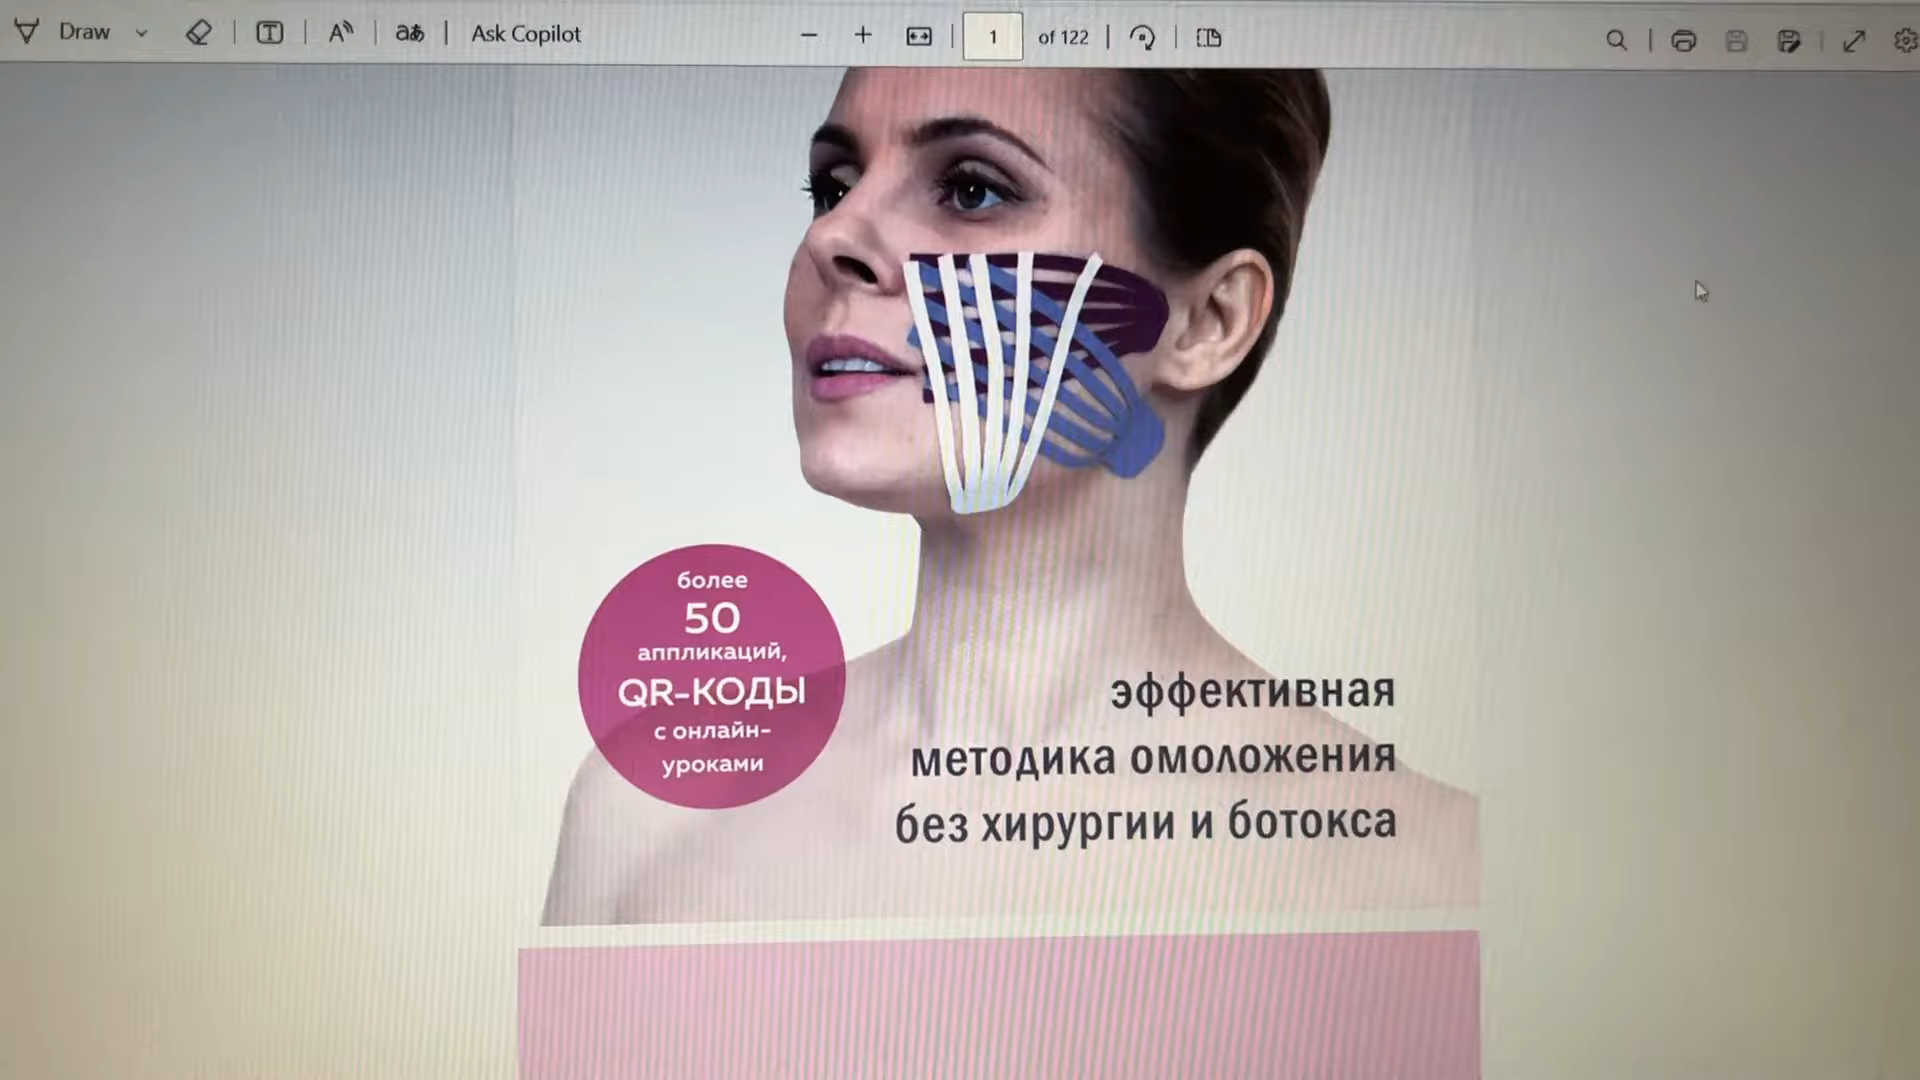 Draw
Ask Copilot
1 of 122
более
50
аппликаций,
QR-КОДЫ
с онлайн-
уроками
эффективная
методика омоложения
без хирургии и ботокса